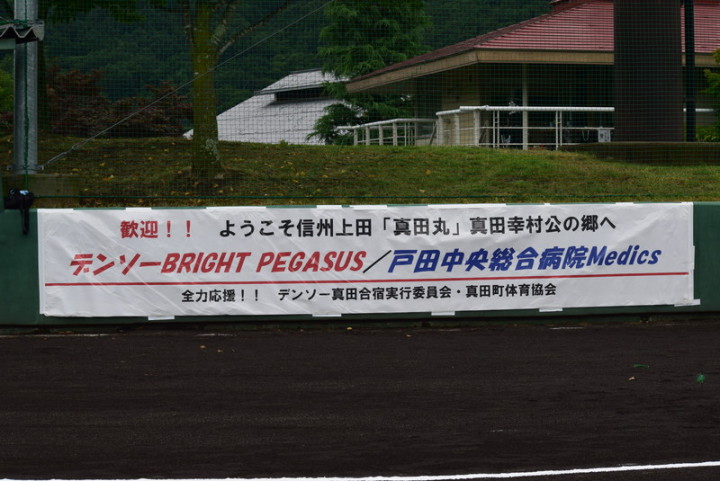 歓迎！！　ようこそ信州上田「真田丸」真田幸村公の郷へ
デンソーBRIGHT PEGASUS／戸田中央総合病院Medics
全力応援！！　デンソー真田合宿実行委員会・真田町体育協会